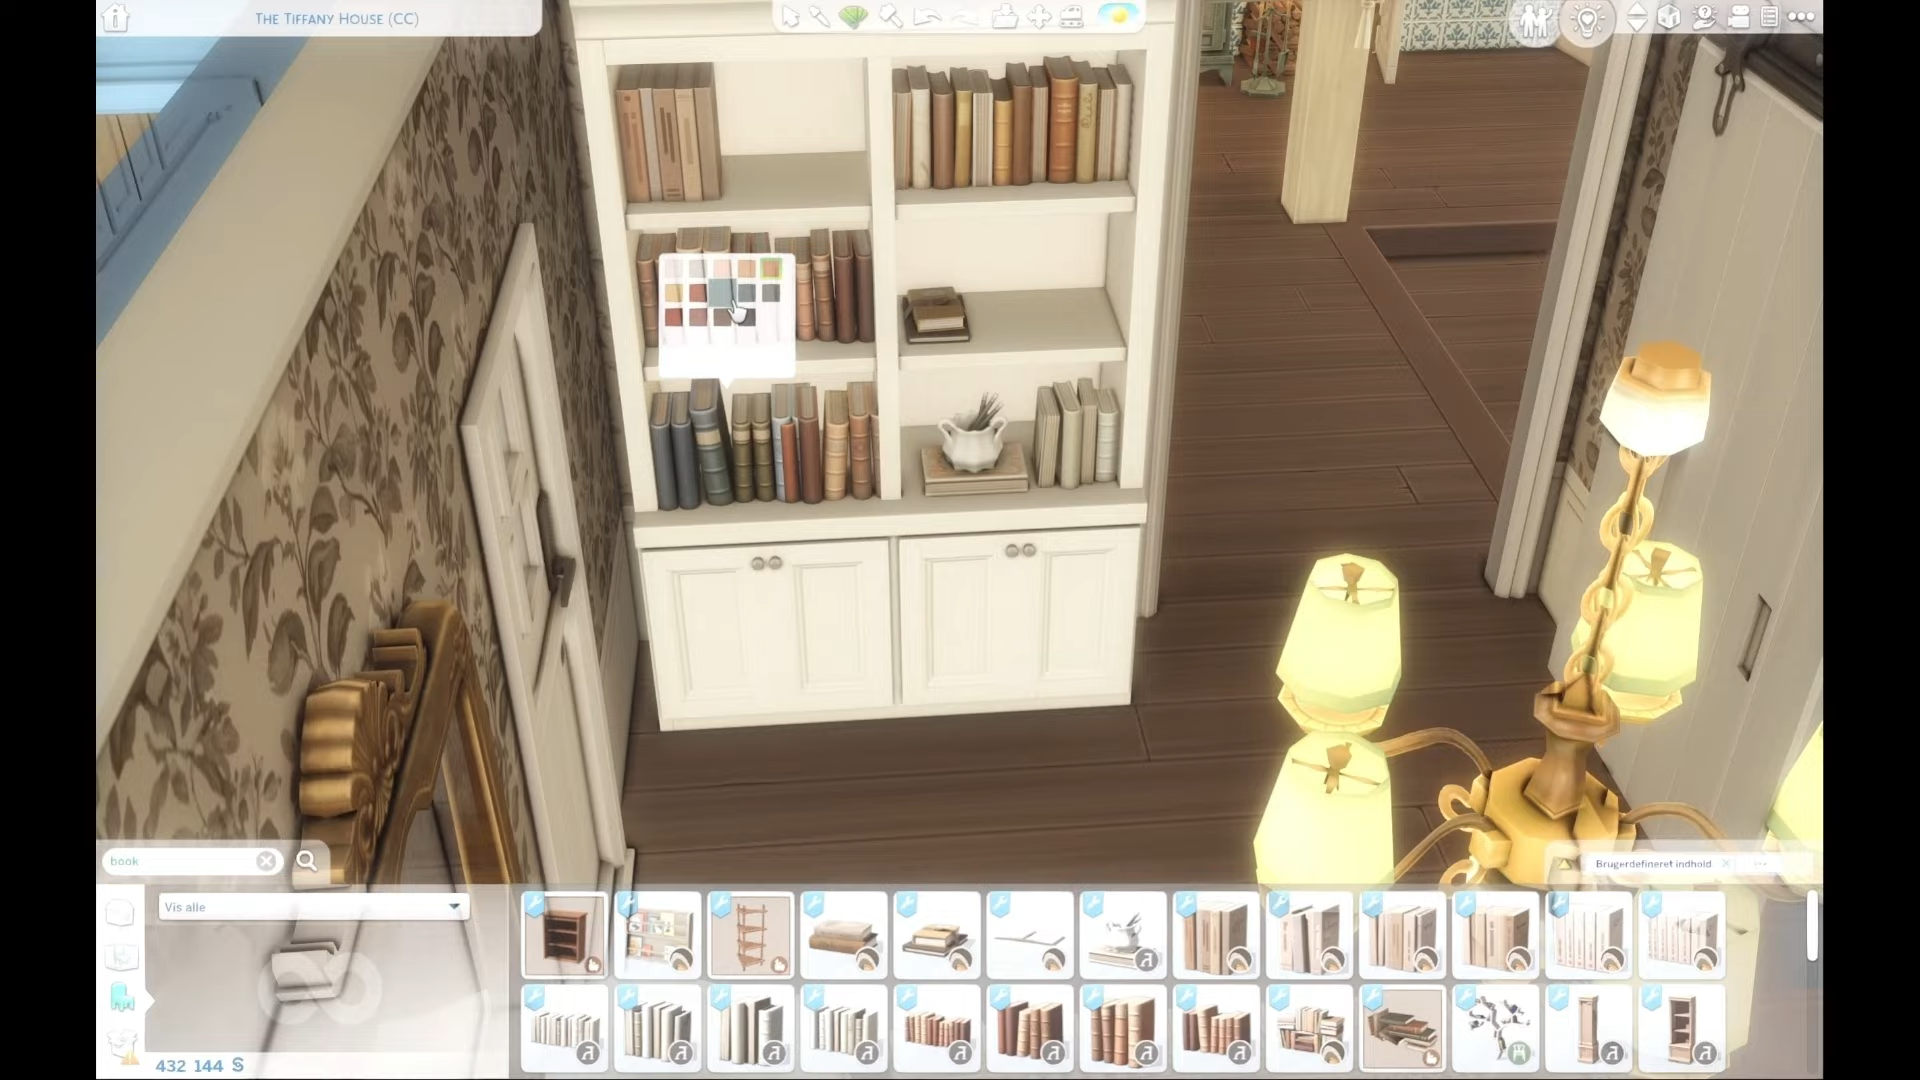 THE TIFFANY HOUSE (CC)
book
Brugerdefineret indhold
Vis alle
432 144 S